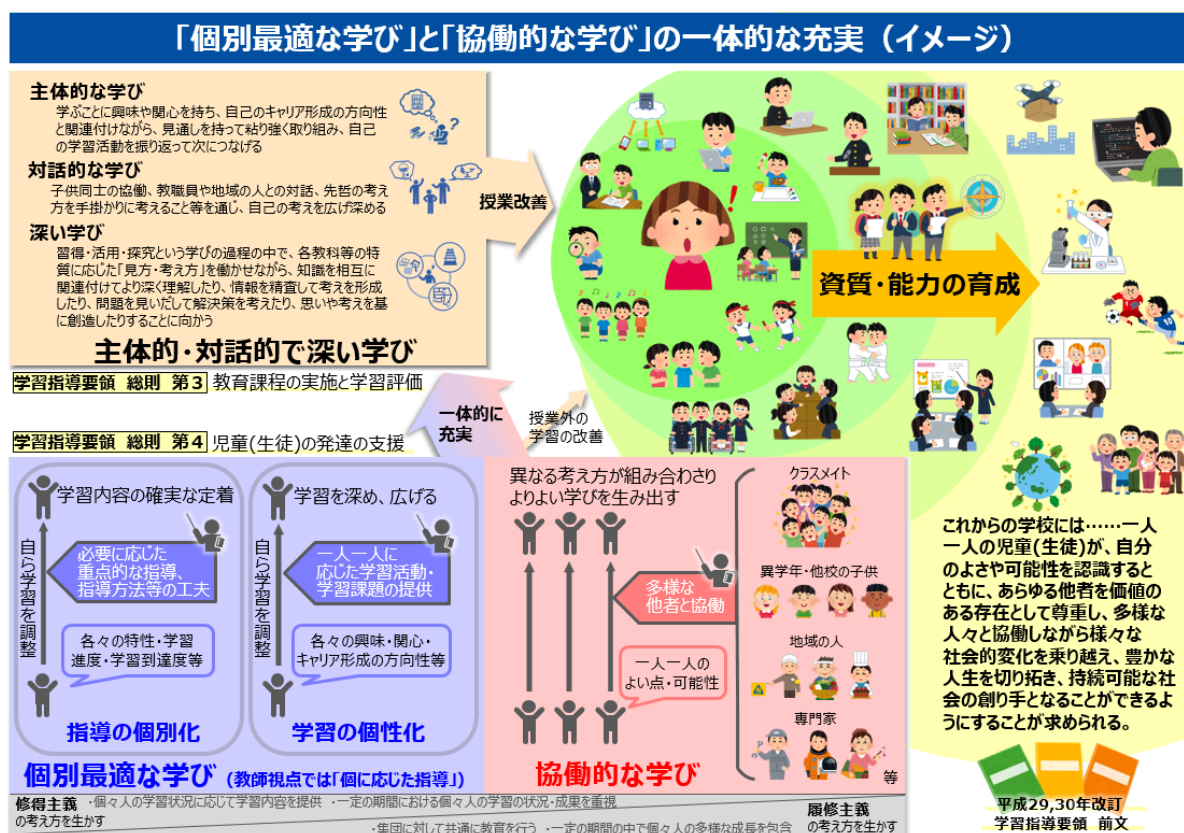 「個別最適な学び」と「協働的な学び」の一体的な充実（イメージ）
主体的な学び
学ぶことに興味や関心を持ち、自己のキャリア形成の方向性
と関連付けながら、見通しを持って粘り強く取り組み、自己
の学習活動を振り返って次につなげる
対話的な学び
子供同士の協働、教職員や地域の人との対話、先哲の考え
方を手掛かりに考えること等を通じ、自己の考えを広げ深める
深い学び
習得・活用・探究という学びの過程の中で、各教科等の特
質に応じた「見方・考え方」を働かせながら、知識を相互に
関連付けてより深く理解したり、情報を精査して考えを形成
したり、問題を見いだして解決策を考えたり、思いや考えを基
に創造したりすることに向かう
主体的・対話的で深い学び
授業改善
資質・能力の育成
学習指導要領 総則 第3 教育課程の実施と学習評価
学習指導要領 総則 第4 児童(生徒)の発達の支援
一体的に
充実
授業外の
学習の改善
学習内容の確実な定着
自ら学習を調整
必要に応じた
重点的な指導、
指導方法等の工夫
各々の特性・学習
進度・学習到達度等
指導の個別化
学習を深め、広げる
自ら学習を調整
一人一人に
応じた学習活動・
学習課題の提供
各々の興味・関心・
キャリア形成の方向性等
学習の個性化
個別最適な学び（教師視点では「個に応じた指導」）
異なる考え方が組み合わさり
よりよい学びを生み出す
多様な
他者と協働
一人一人の
よい点・可能性
クラスメイト
異学年・他校の子供
地域の人
専門家
等
協働的な学び
修得主義
の考え方を生かす
・個々人の学習状況に応じて学習内容を提供 ・一定の期間における個々人の学習の状況・成果を重視
・集団に対して共通に教育を行う ・一定の期間の中で個々人の多様な成長を包含
履修主義
の考え方を生かす
これからの学校には……一人
一人の児童(生徒)が、自分
のよさや可能性を認識すると
ともに、あらゆる他者を価値の
ある存在として尊重し、多様な
人々と協働しながら様々な
社会的変化を乗り越え、豊かな
人生を切り拓き、持続可能な社
会の創り手となることができるよ
うにすることが求められる。
平成29,30年改訂
学習指導要領 前文